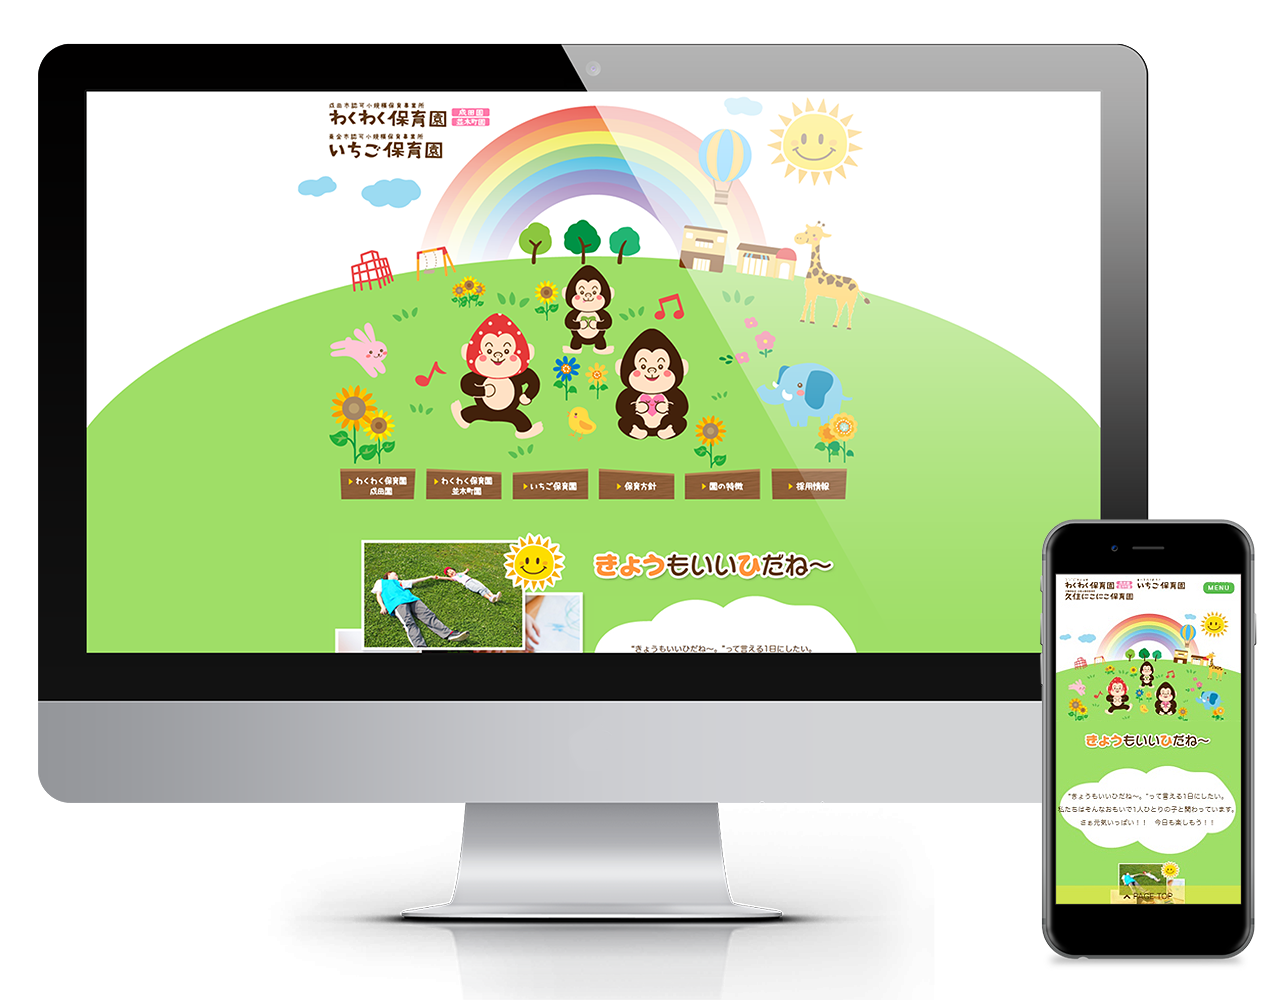 成田市認可小規模保育事業所
わくわく保育園
成田園
並木町園
富里市認可小規模保育事業所
いちご保育園
わくわく保育園
成田園
わくわく保育園
並木町園
いちご保育園
保育方針
園の特徴
採用情報
きょうもいいひだね～
"きょうもいいひだね～。"って言える1日にしたい。
わくわく保育園
いちご保育園
MENU
久住にこにこ保育園
きょうもいいひだね～
"きょうもいいひだね～。"って言える1日にしたい。
私たちはそんなおもいで1人ひとりの子と関わっています。
さぁ元気いっぱい！！　今日も楽しもう！！
PAGE TOP